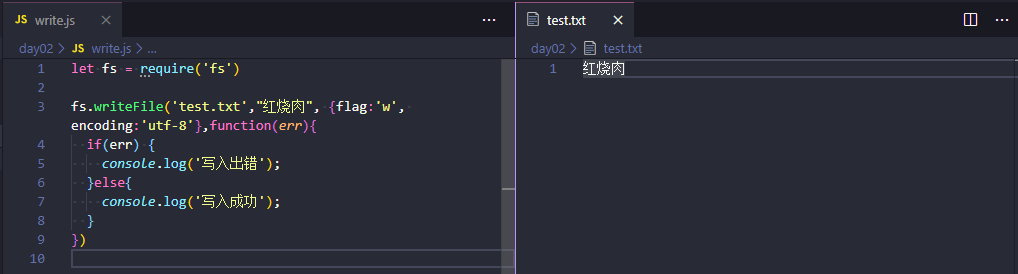 JS write.js × ···
day02 > JS write.js > ...
1 let fs = require('fs')
2
3 fs.writeFile('test.txt',"红烧肉", {flag:'w',
encoding:'utf-8'},function(err){
4 if(err) {
5 console.log('写入出错');
6 }else{
7 console.log('写入成功');
8 }
9 })
10
test.txt × ···
day02 > test.txt
1 红烧肉